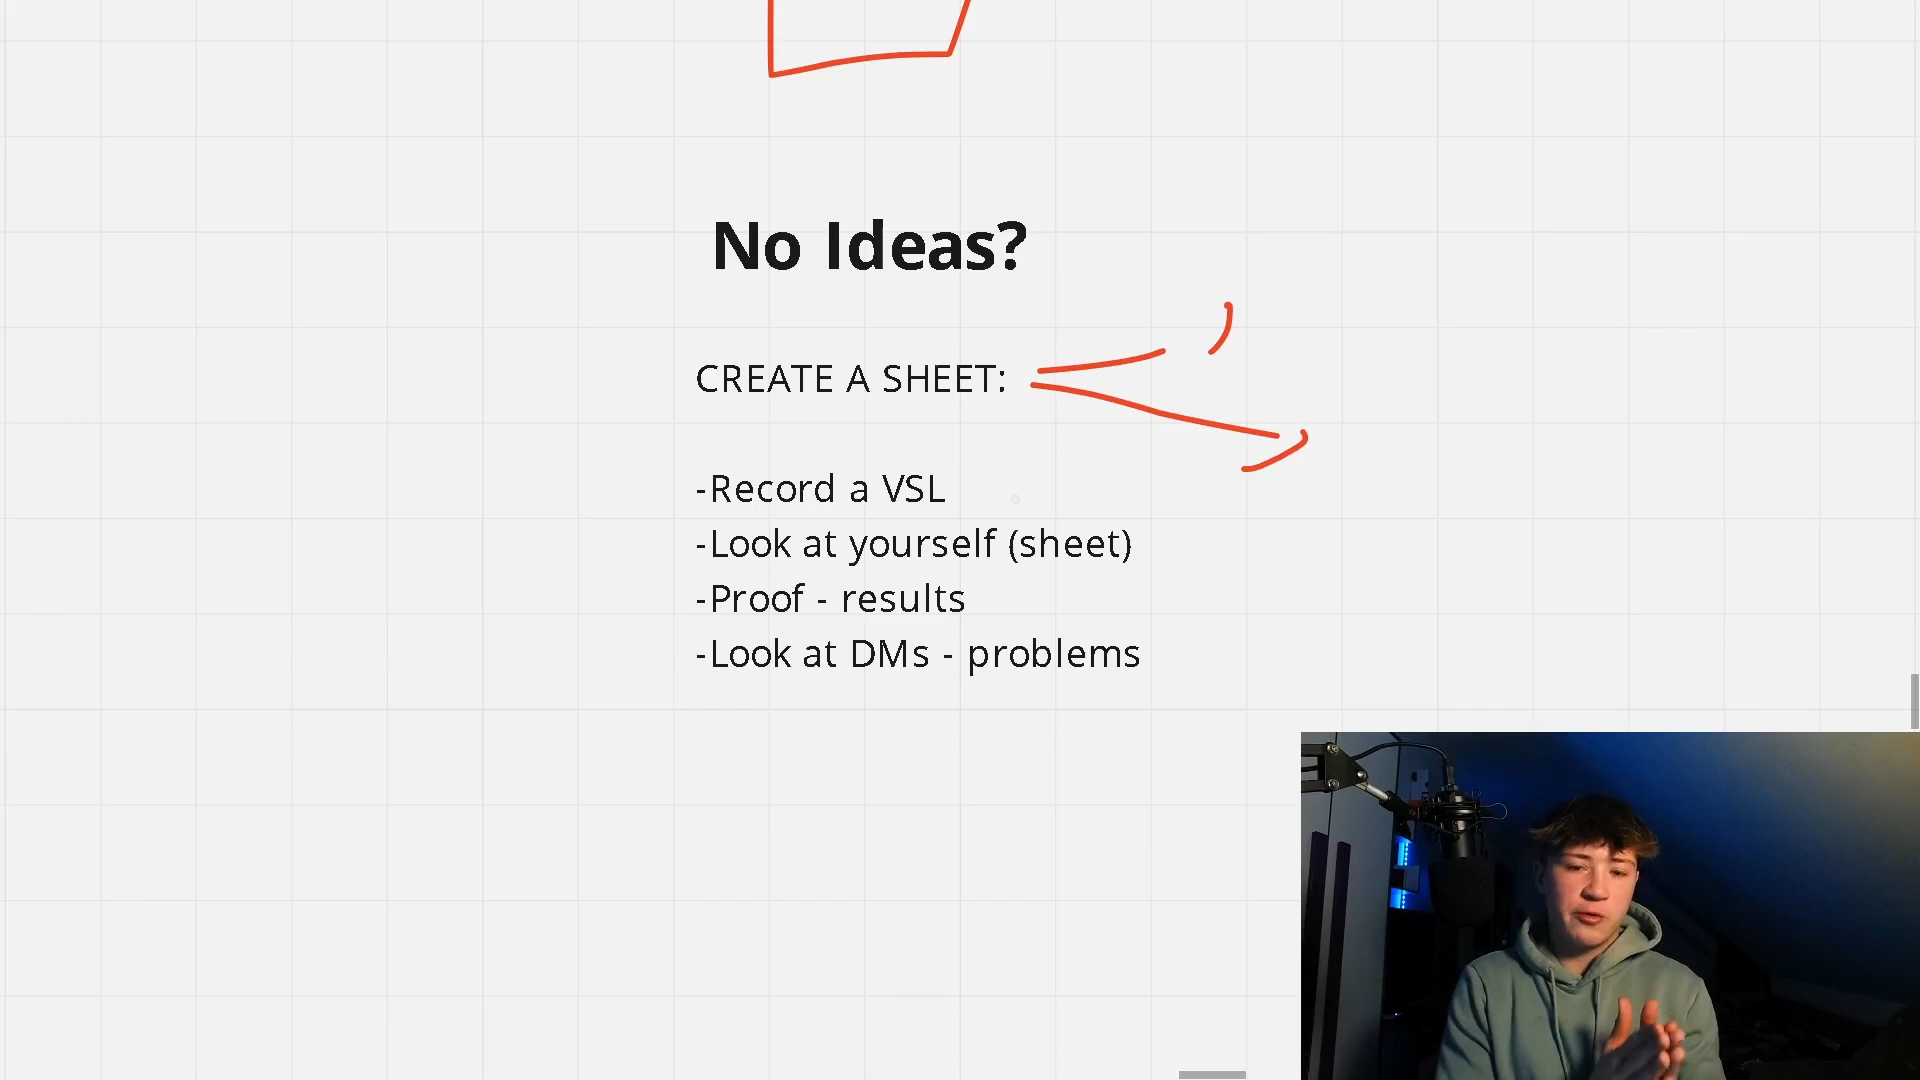 No Ideas?
CREATE A SHEET:
-Record a VSL
-Look at yourself (sheet)
-Proof - results
-Look at DMs - problems